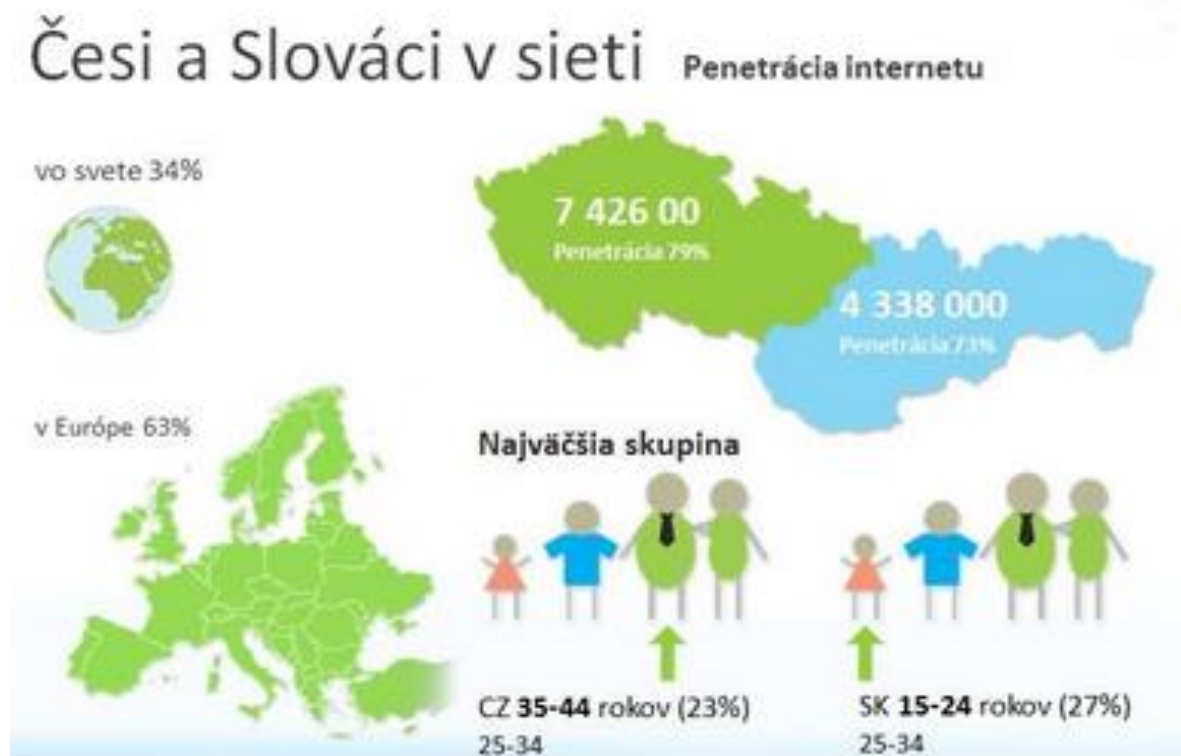 Česi a Slováci v sieti
Penetrácia internetu
vo svete 34%
7 426 00
Penetrácia 79%
4 338 000
Penetrácia 73%
v Európe 63%
Najväčšia skupina
CZ 35-44 rokov (23%)
25-34
SK 15-24 rokov (27%)
25-34